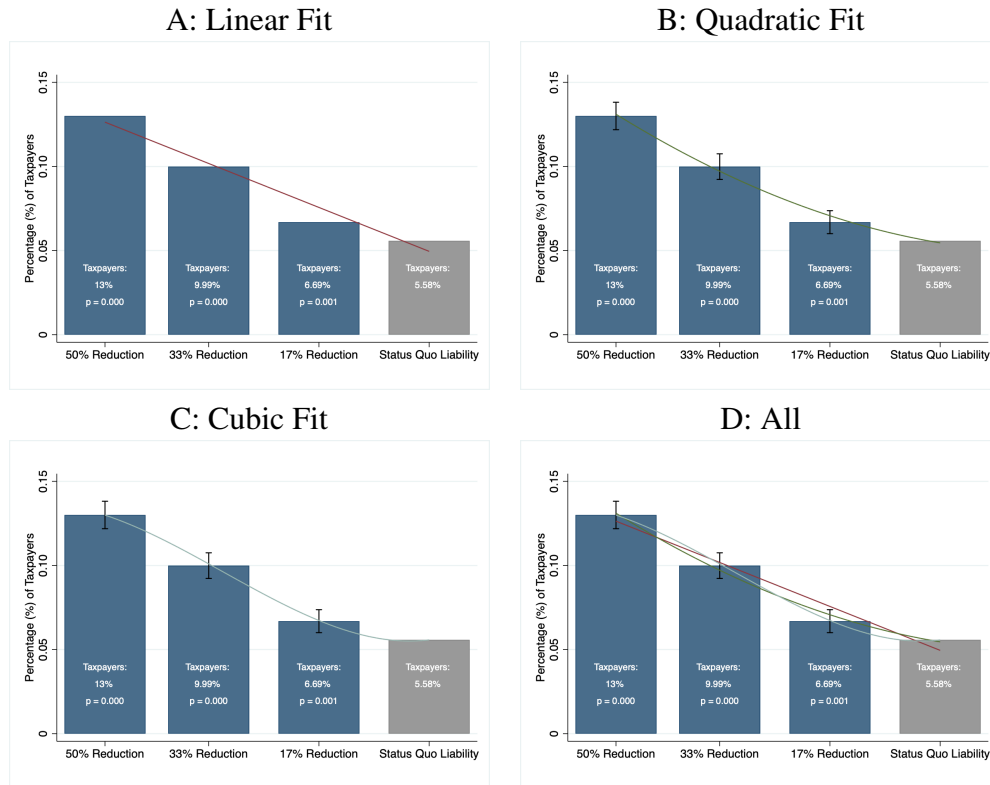 A: Linear Fit
Percentage (%) of Taxpayers
0.15
0.10
0.05
0
Taxpayers:
13%
p = 0.000
Taxpayers:
9.99%
p = 0.000
Taxpayers:
6.69%
p = 0.001
Taxpayers:
5.58%
50% Reduction
33% Reduction
17% Reduction
Status Quo Liability
B: Quadratic Fit
Percentage (%) of Taxpayers
0.15
0.10
0.05
0
Taxpayers:
13%
p = 0.000
Taxpayers:
9.99%
p = 0.000
Taxpayers:
6.69%
p = 0.001
Taxpayers:
5.58%
50% Reduction
33% Reduction
17% Reduction
Status Quo Liability
C: Cubic Fit
Percentage (%) of Taxpayers
0.15
0.10
0.05
0
Taxpayers:
13%
p = 0.000
Taxpayers:
9.99%
p = 0.000
Taxpayers:
6.69%
p = 0.001
Taxpayers:
5.58%
50% Reduction
33% Reduction
17% Reduction
Status Quo Liability
D: All
Percentage (%) of Taxpayers
0.15
0.10
0.05
0
Taxpayers:
13%
p = 0.000
Taxpayers:
9.99%
p = 0.000
Taxpayers:
6.69%
p = 0.001
Taxpayers:
5.58%
50% Reduction
33% Reduction
17% Reduction
Status Quo Liability